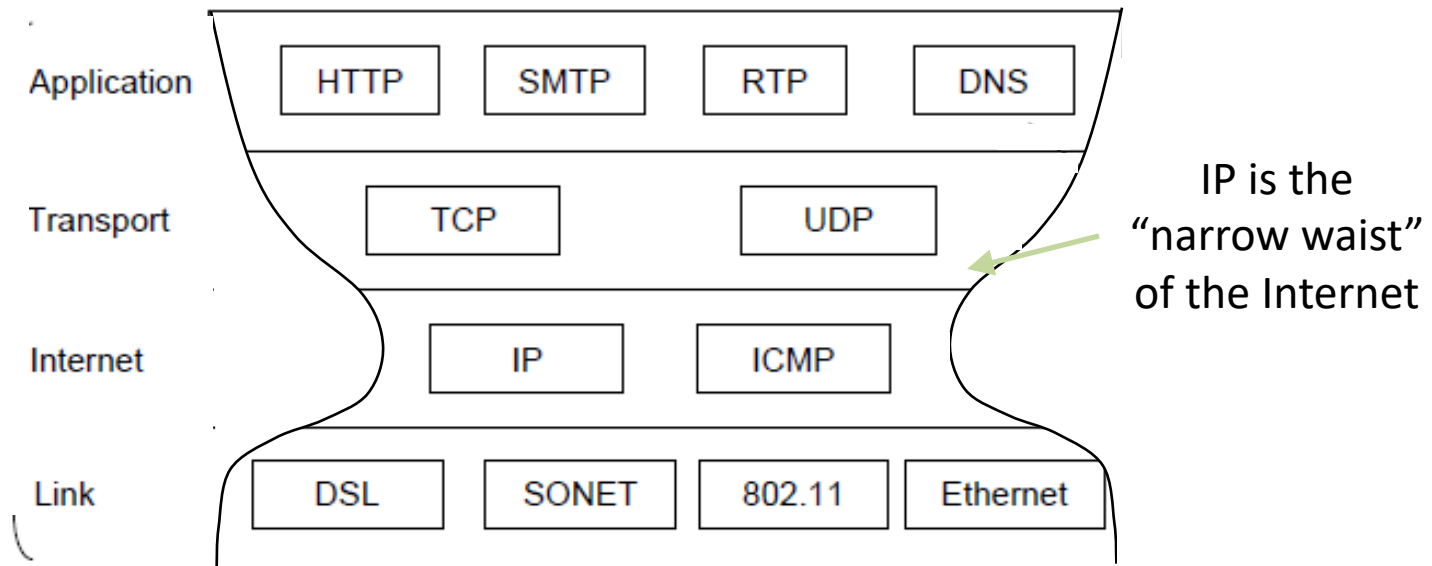 Application HTTP SMTP RTP DNS
Transport TCP UDP
IP is the
“narrow waist”
of the Internet
Internet IP ICMP
Link DSL SONET 802.11 Ethernet